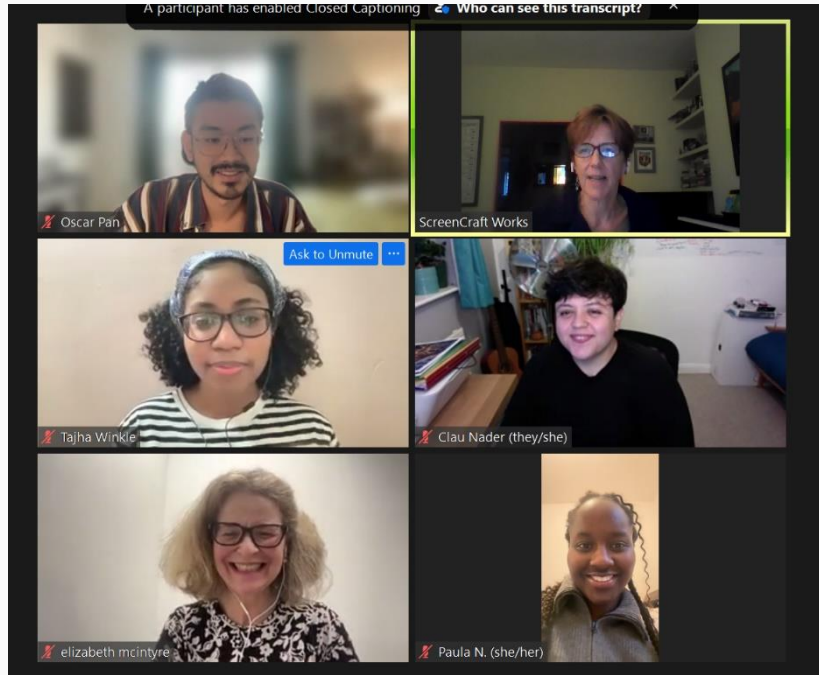 A participant has enabled Closed Captioning Who can see this transcript?
Oscar Pan
ScreenCraft Works
Ask to Unmute ...
Tajha Winkle
Clau Nader (they/she)
elizabeth mcintyre
Paula N. (she/her)